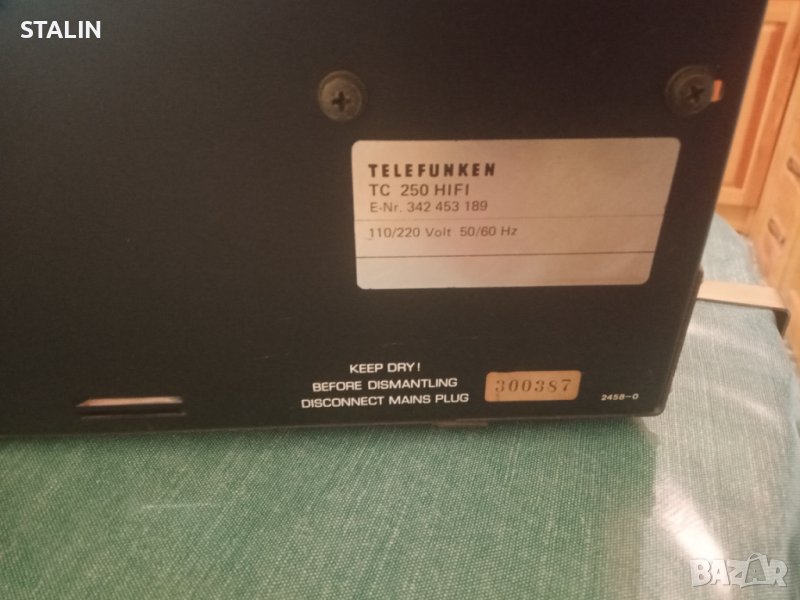 STALIN
TELEFUNKEN
TC 250 HIFI
E-Nr. 342 453 189
110/220 Volt 50/60 Hz
KEEP DRY!
BEFORE DISMANTLING
DISCONNECT MAINS PLUG
300387
2458-0
BAZAR